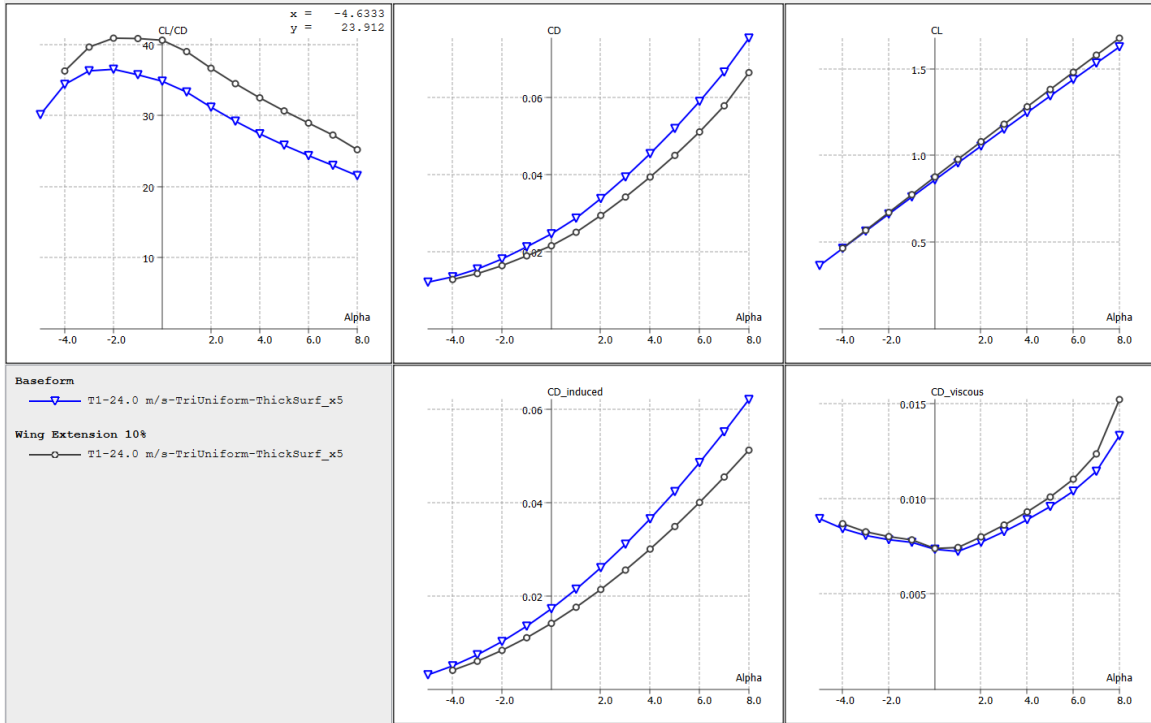 CL/CD
x = -4.6333
y = 23.912
40
30
20
10
Alpha
-4.0 -2.0 2.0 4.0 6.0 8.0
CD
0.06
0.04
0.02
Alpha
-4.0 -2.0 2.0 4.0 6.0 8.0
CL
1.5
1.0
0.5
Alpha
-4.0 -2.0 2.0 4.0 6.0 8.0
Baseform
T1-24.0 m/s-TriUniform-ThickSurf_x5
Wing Extension 10%
T1-24.0 m/s-TriUniform-ThickSurf_x5
CD_induced
0.06
0.04
0.02
Alpha
-4.0 -2.0 2.0 4.0 6.0 8.0
CD_viscous
0.015
0.010
0.005
Alpha
-4.0 -2.0 2.0 4.0 6.0 8.0